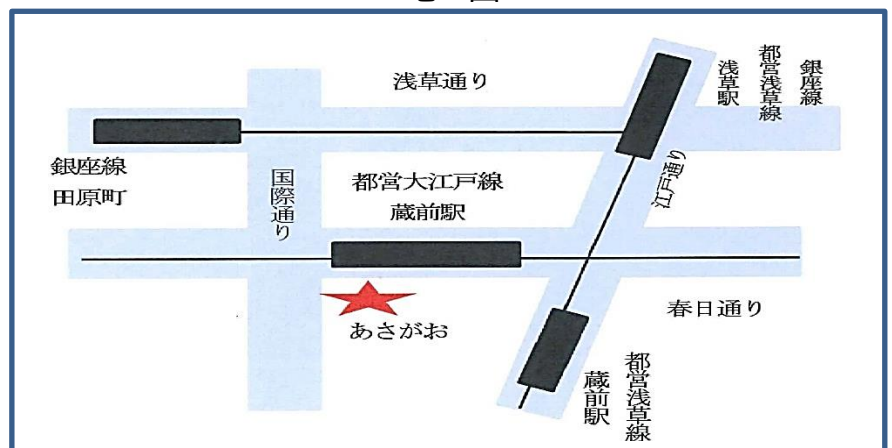 浅草通り
銀座線
都営浅草線
浅草駅
銀座線
田原町
国際通り
都営大江戸線
蔵前駅
江戸通り
あさがお
春日通り
都営浅草線
蔵前駅